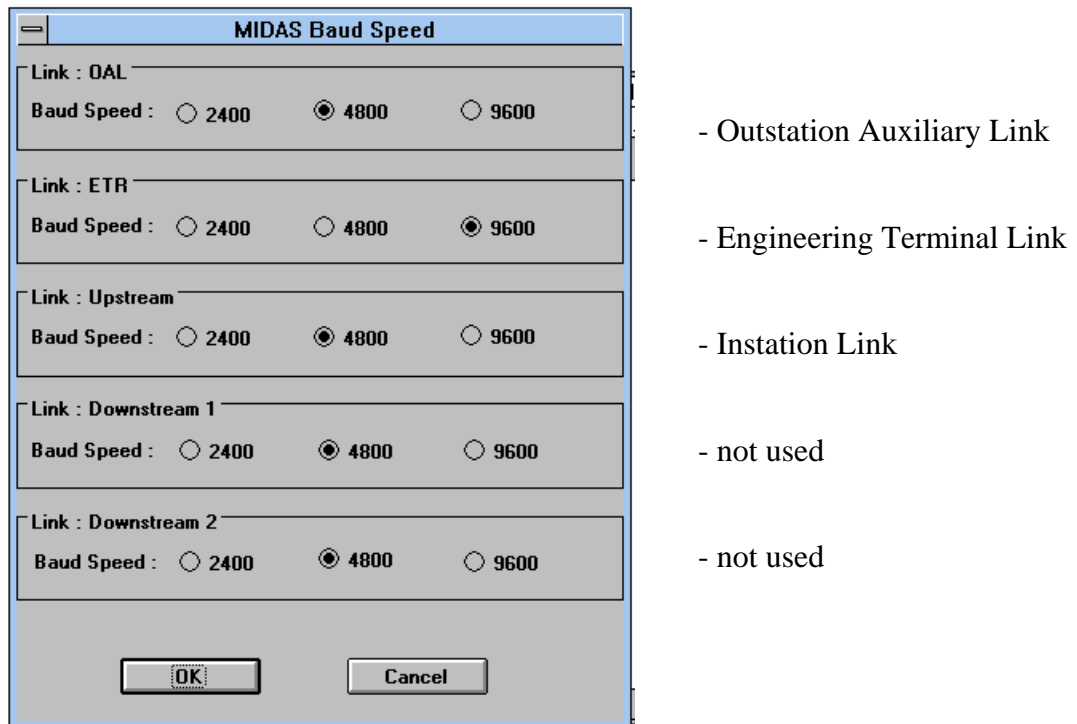 MIDAS Baud Speed
Link : OAL
Baud Speed : 2400 4800 9600 - Outstation Auxiliary Link
Link : ETR
Baud Speed : 2400 4800 9600 - Engineering Terminal Link
Link : Upstream
Baud Speed : 2400 4800 9600 - Instation Link
Link : Downstream 1
Baud Speed : 2400 4800 9600 - not used
Link : Downstream 2
Baud Speed : 2400 4800 9600 - not used
OK Cancel